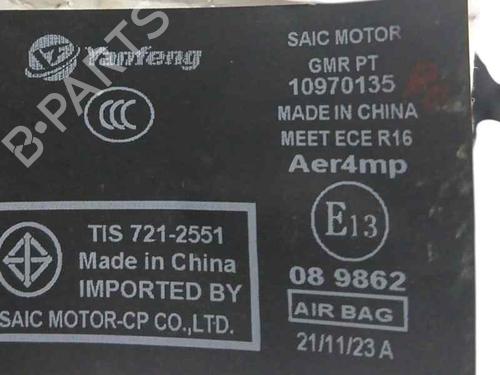 Yanfeng
CCC
SAIC MOTOR
GMR PT
10970135
MADE IN CHINA
MEET ECE R16
Aer4mp
E13
08 9862
AIR BAG
21/11/23 A
TIS 721-2551
Made in China
IMPORTED BY
SAIC MOTOR-CP CO.,LTD.
B-PARTS